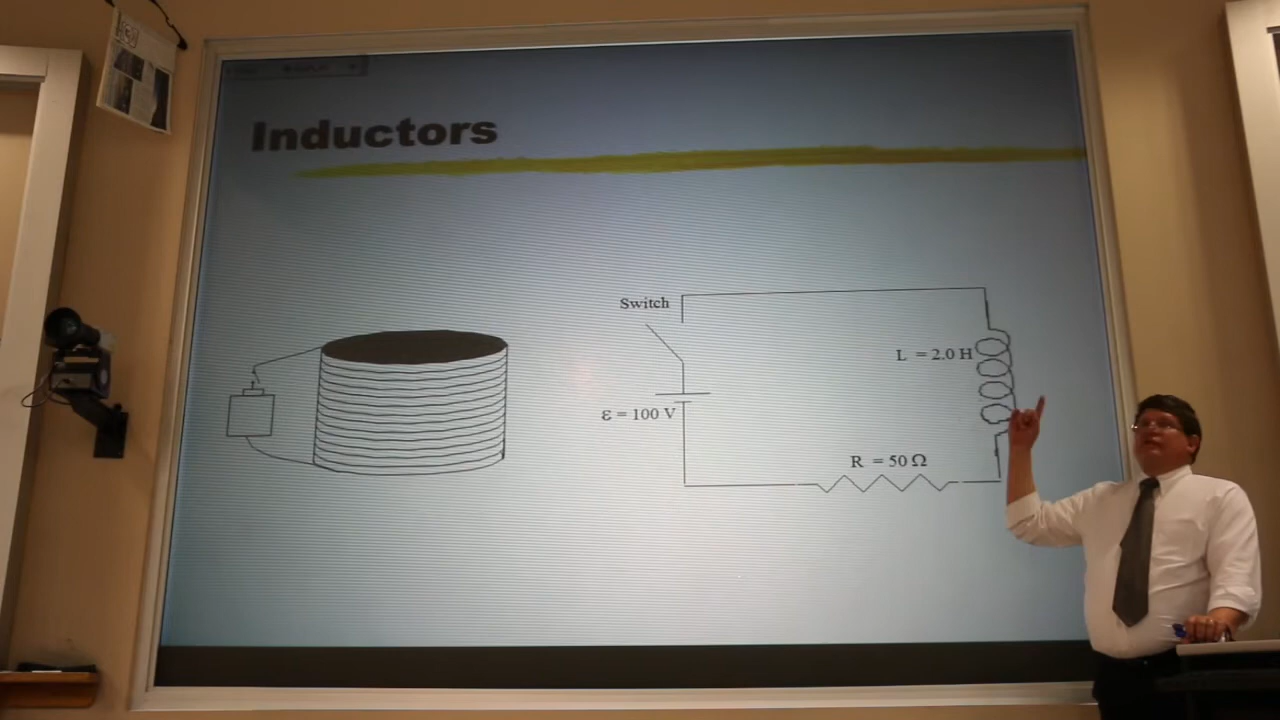 Inductors
Switch
L = 2.0 H
ε = 100 V
R = 50 Ω